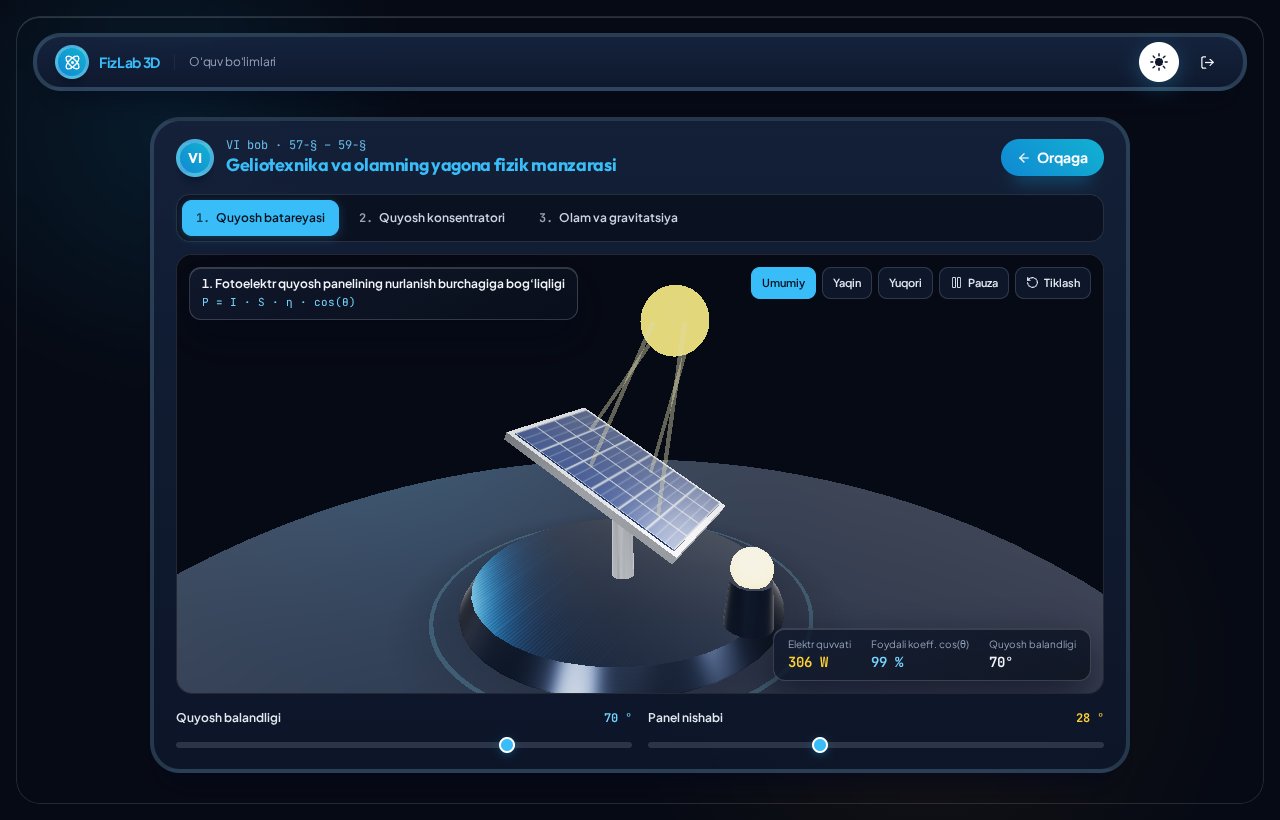 FizLab 3D
O'quv bo'limlari
VI
VI bob · 57-§ – 59-§
Geliotexnika va olamning yagona fizik manzarasi
← Orqaga
1. Quyosh batareyasi
2. Quyosh konsentratori
3. Olam va gravitatsiya
1. Fotoelektr quyosh panelining nurlanish burchagiga bog'liqligi
P = I · S · η · cos(θ)
Umumiy
Yaqin
Yuqori
Pauza
Tiklash
Elektr quvvati
306 W
Foydali koeff. cos(θ)
99 %
Quyosh balandligi
70°
Quyosh balandligi
70 °
Panel nishabi
28 °